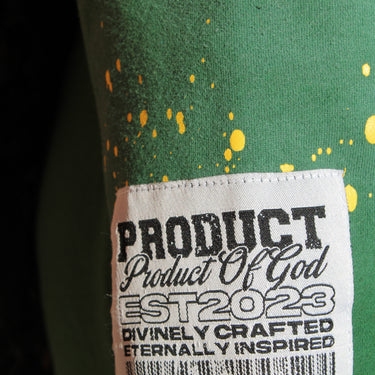 PRODUCT
Product Of God
EST2023
DIVINELY CRAFTED
ETERNALLY INSPIRED